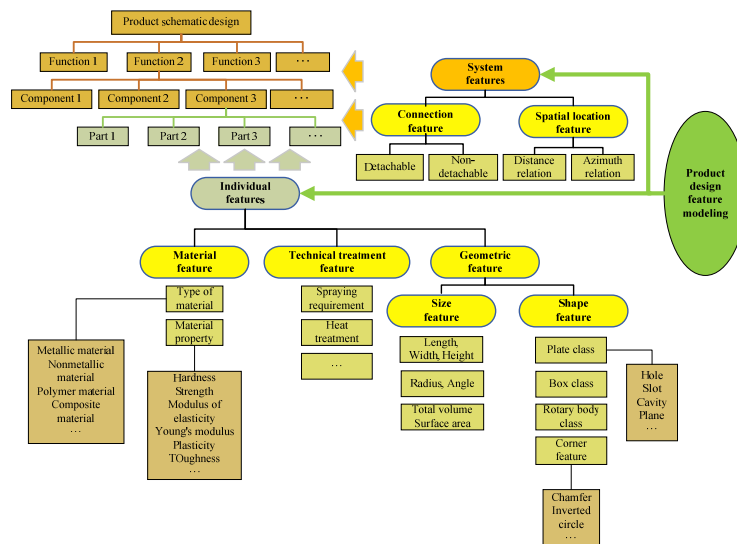 Product schematic design
Function 1
Function 2
Function 3
...
Component 1
Component 2
Component 3
...
Part 1
Part 2
Part 3
...
System
features
Connection
feature
Spatial location
feature
Detachable
Non-
detachable
Distance
relation
Azimuth
relation
Product
design
feature
modeling
Individual
features
Material
feature
Technical treatment
feature
Geometric
feature
Type of
material
Material
property
Metallic material
Nonmetallic
material
Polymer material
Composite
material
...
Hardness
Strength
Modulus of
elasticity
Young's modulus
Plasticity
TOughness
...
Spraying
requirement
Heat
treatment
...
Size
feature
Shape
feature
Length,
Width, Height
Radius, Angle
Total volume
Surface area
Plate class
Box class
Rotary body
class
Corner
feature
Hole
Slot
Cavity
Plane
...
Chamfer
Inverted
circle
...